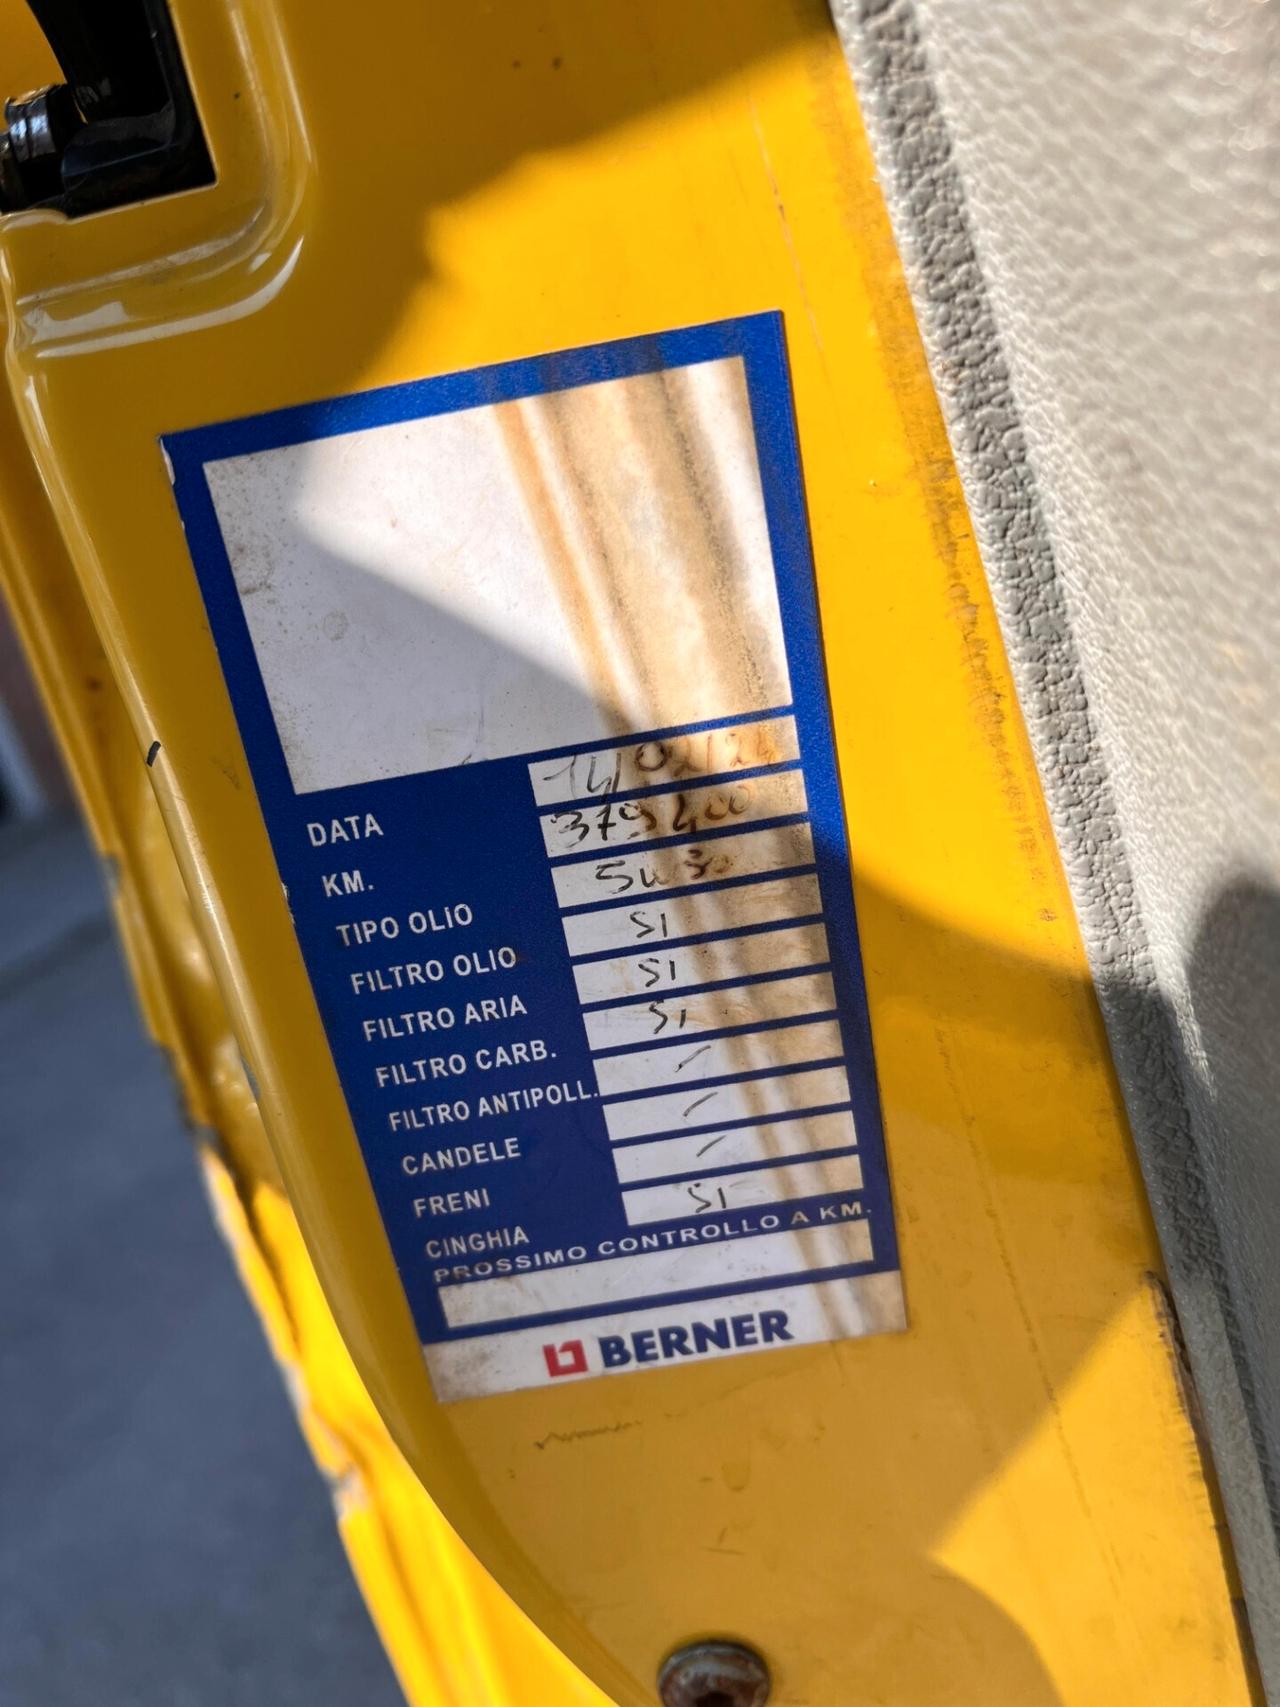 DATA 14/02/24
KM. 379400
TIPO OLIO 5W30
FILTRO OLIO SI
FILTRO ARIA SI
FILTRO CARB. SI
FILTRO ANTIPOLL. /
CANDELE /
FRENI /
CINGHIA SI
PROSSIMO CONTROLLO A KM.
BERNER